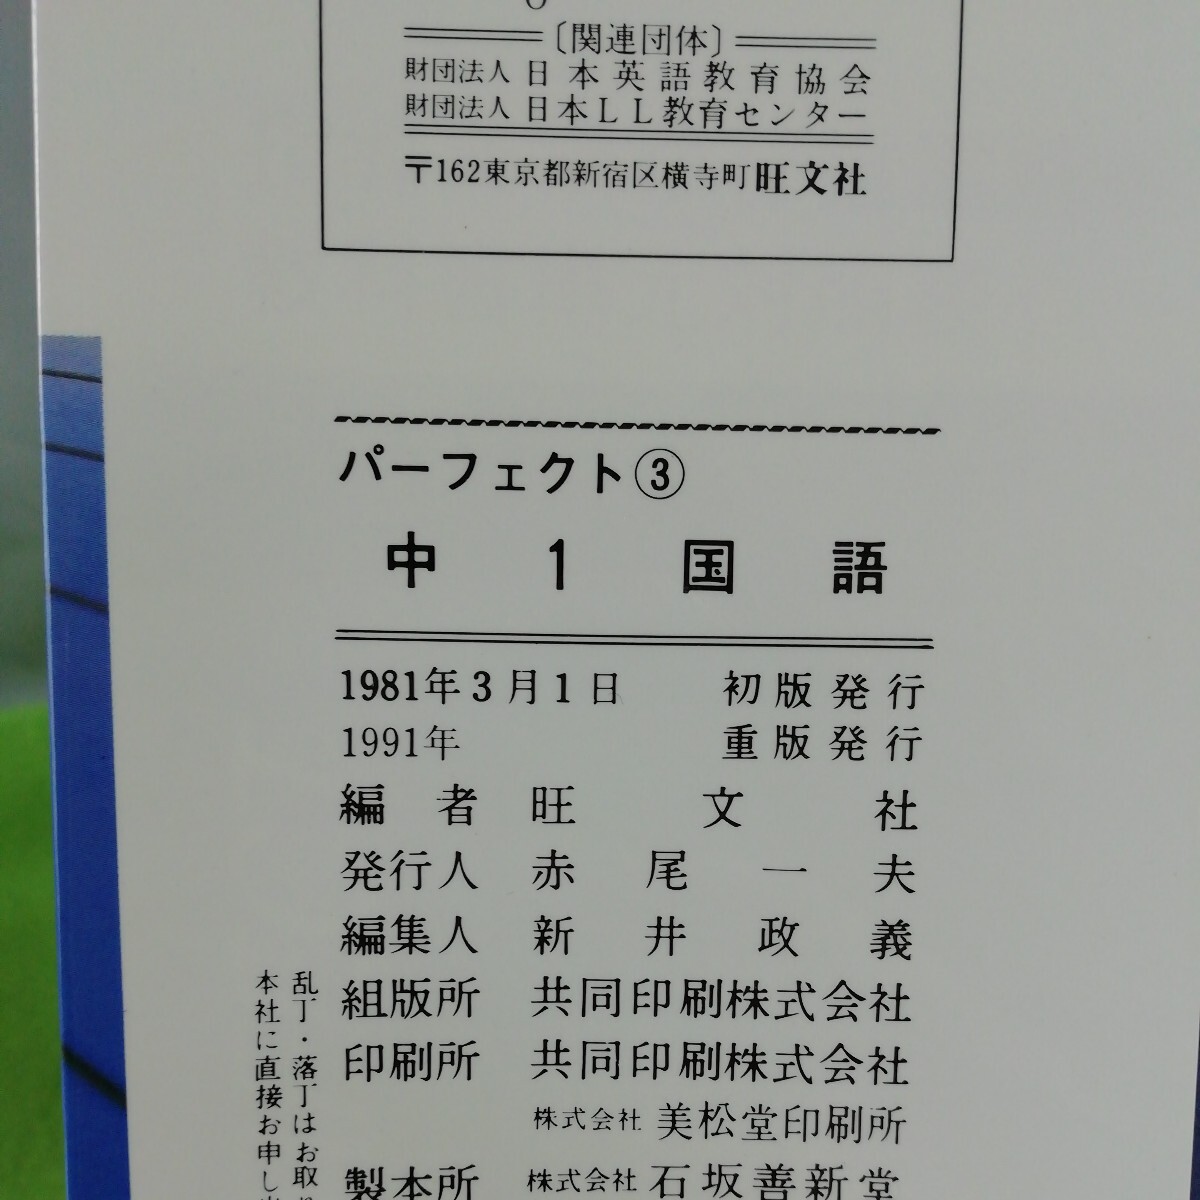 〔関連団体〕
財団法人 日本英語教育協会
財団法人 日本LL教育センター
〒162東京都新宿区横寺町 旺文社
パーフェクト③
中1国語
1981年3月1日 初版発行
1991年 重版発行
編者 旺文社
発行人 赤尾一夫
編集人 新井政義
組版所 共同印刷株式会社
印刷所 共同印刷株式会社
株式会社 美松堂印刷所
製本所 株式会社 石坂善新堂
乱丁・落丁はお取り
本社に直接お申し